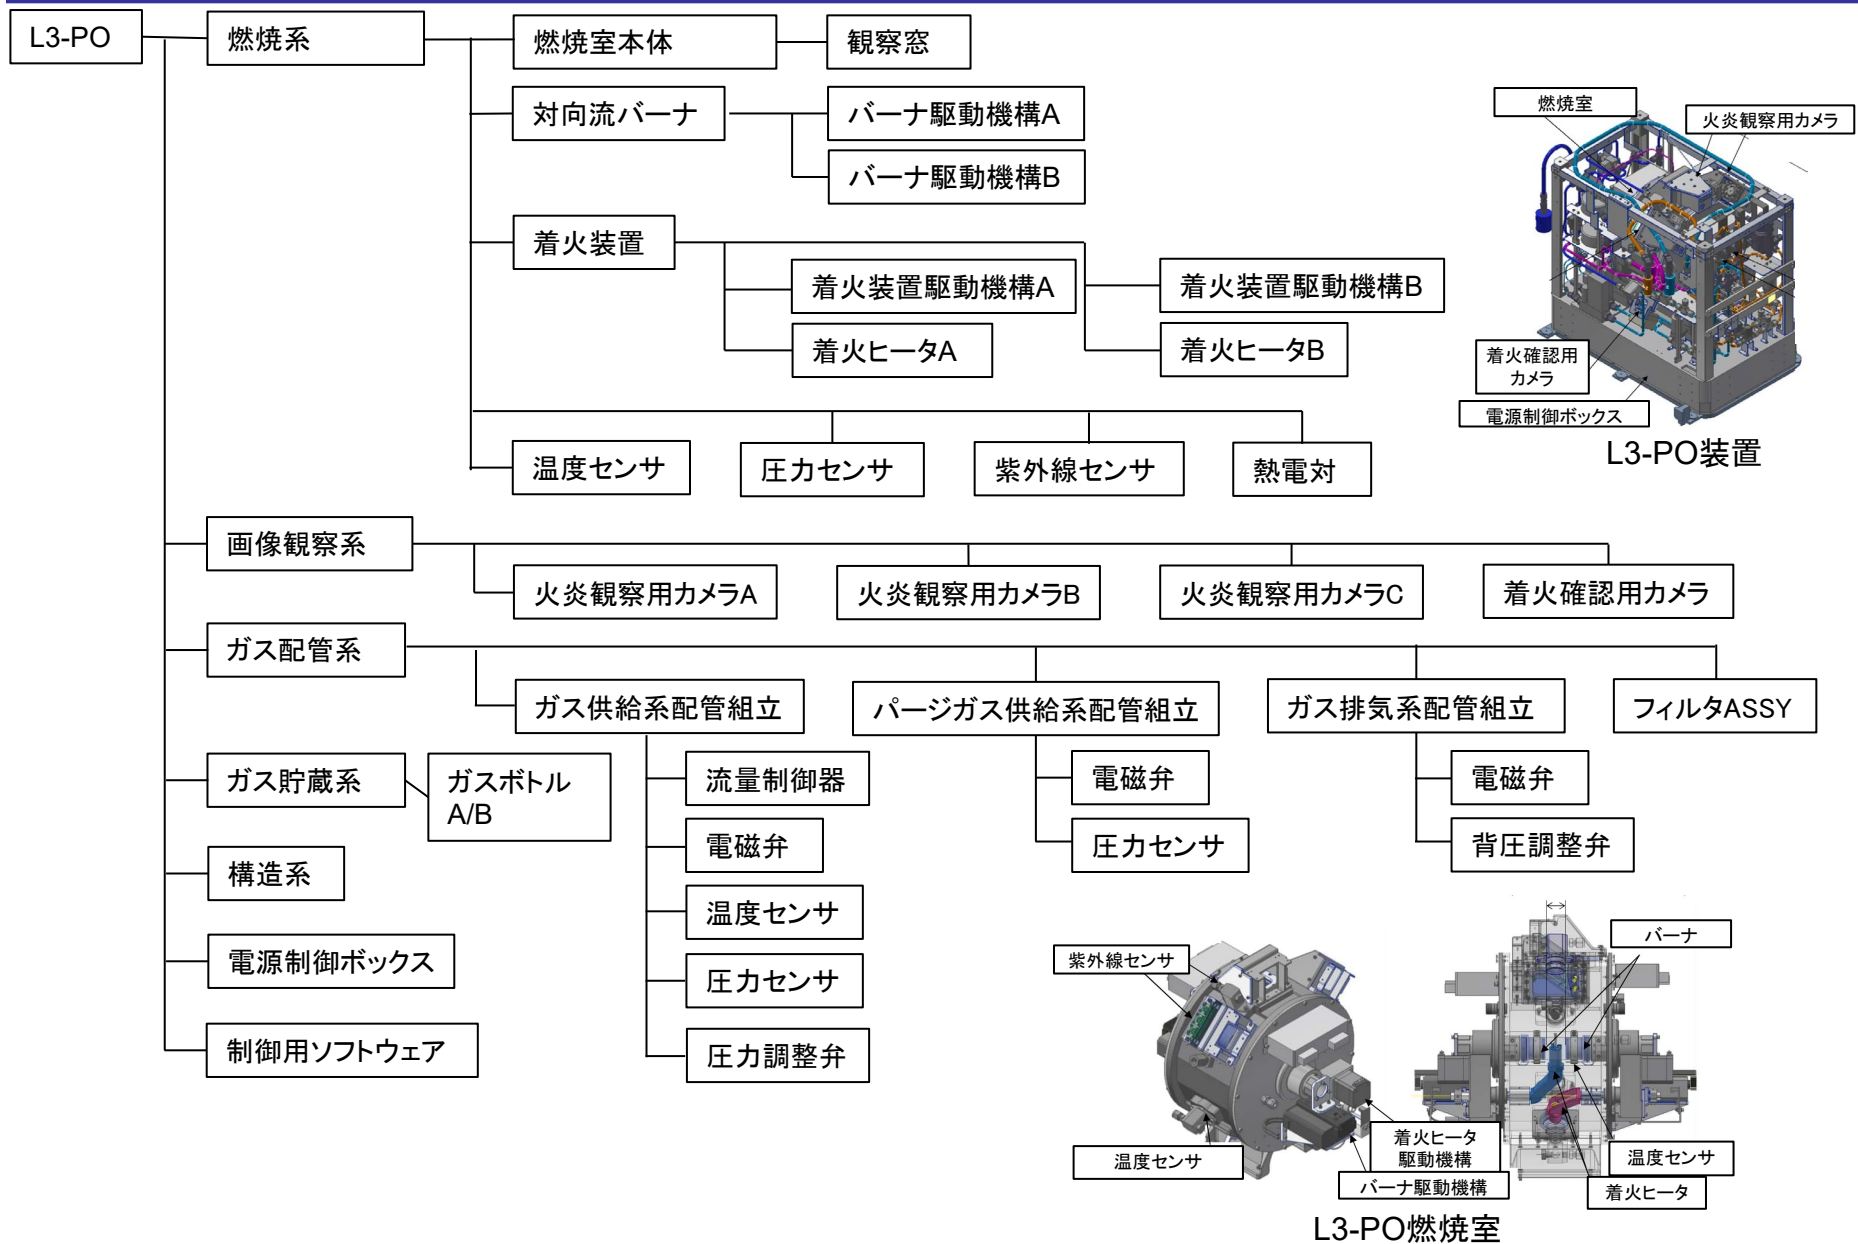 L3-PO
燃焼系
燃焼室本体
観察窓
対向流バーナ
バーナ駆動機構A
バーナ駆動機構B
着火装置
着火装置駆動機構A
着火装置駆動機構B
着火ヒータA
着火ヒータB
温度センサ
圧力センサ
紫外線センサ
熱電対
画像観察系
火炎観察用カメラA
火炎観察用カメラB
火炎観察用カメラC
着火確認用カメラ
ガス配管系
ガス供給系配管組立
パージガス供給系配管組立
ガス排気系配管組立
フィルタASSY
流量制御器
電磁弁
温度センサ
圧力センサ
圧力調整弁
電磁弁
圧力センサ
電磁弁
背圧調整弁
ガス貯蔵系
ガスボトル
A/B
構造系
電源制御ボックス
制御用ソフトウェア
燃焼室
火炎観察用カメラ
着火確認用
カメラ
電源制御ボックス
L3-PO装置
紫外線センサ
バーナ
温度センサ
着火ヒータ
駆動機構
バーナ駆動機構
温度センサ
着火ヒータ
L3-PO燃焼室